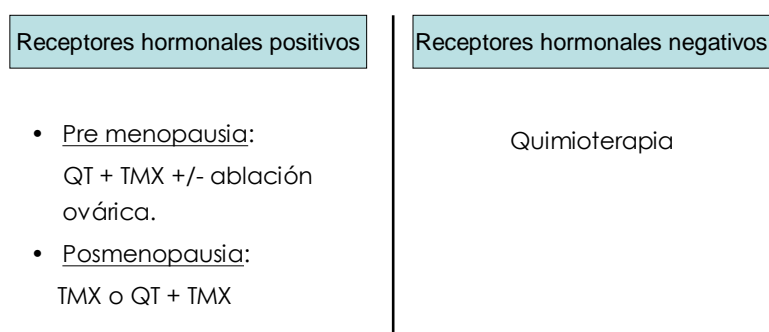 Receptores hormonales positivos
• Pre menopausia:
QT + TMX +/- ablación
ovárica.
• Posmenopausia:
TMX o QT + TMX
Receptores hormonales negativos
Quimioterapia